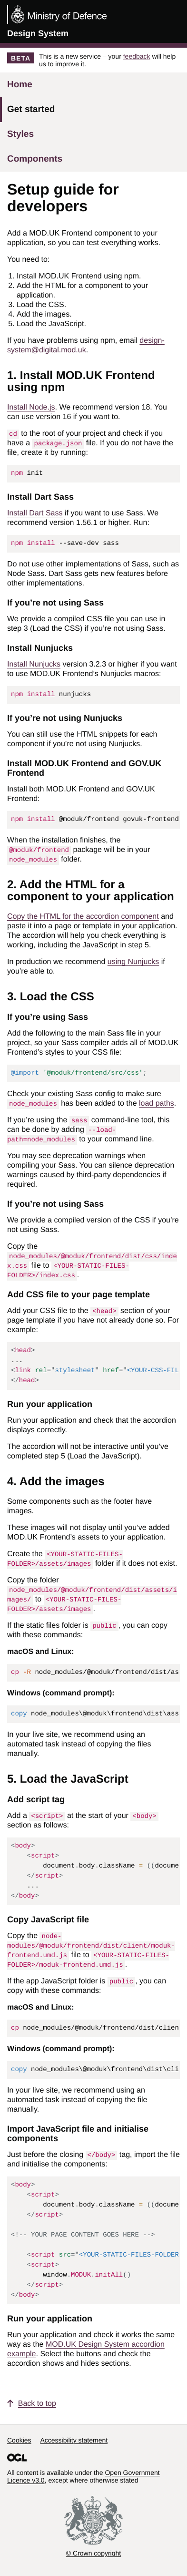 Ministry of Defence
Design System
BETA
This is a new service – your feedback will help
us to improve it.
Home
Get started
Styles
Components
Setup guide for
developers
Add a MOD.UK Frontend component to your
application, so you can test everything works.
You need to:
1. Install MOD.UK Frontend using npm.
2. Add the HTML for a component to your
application.
3. Load the CSS.
4. Add the images.
5. Load the JavaScript.
If you have problems using npm, email design-
system@digital.mod.uk.
1. Install MOD.UK Frontend
using npm
Install Node.js. We recommend version 18. You
can use version 16 if you want to.
cd to the root of your project and check if you
have a package.json file. If you do not have the
file, create it by running:
npm init
Install Dart Sass
Install Dart Sass if you want to use Sass. We
recommend version 1.56.1 or higher. Run:
npm install --save-dev sass
Do not use other implementations of Sass, such as
Node Sass. Dart Sass gets new features before
other implementations.
If you're not using Sass
We provide a compiled CSS file you can use in
step 3 (Load the CSS) if you're not using Sass.
Install Nunjucks
Install Nunjucks version 3.2.3 or higher if you want
to use MOD.UK Frontend's Nunjucks macros:
npm install nunjucks
If you're not using Nunjucks
You can still use the HTML snippets for each
component if you're not using Nunjucks.
Install MOD.UK Frontend and GOV.UK
Frontend
Install both MOD.UK Frontend and GOV.UK
Frontend:
npm install @moduk/frontend govuk-frontend
When the installation finishes, the
@moduk/frontend package will be in your
node_modules folder.
2. Add the HTML for a
component to your application
Copy the HTML for the accordion component and
paste it into a page or template in your application.
The accordion will help you check everything is
working, including the JavaScript in step 5.
In production we recommend using Nunjucks if
you're able to.
3. Load the CSS
If you're using Sass
Add the following to the main Sass file in your
project, so your Sass compiler adds all of MOD.UK
Frontend's styles to your CSS file:
@import '@moduk/frontend/src/css';
Check your existing Sass config to make sure
node_modules has been added to the load paths.
If you're using the sass command-line tool, this
can be done by adding --load-
path=node_modules to your command line.
You may see deprecation warnings when
compiling your Sass. You can silence deprecation
warnings caused by third-party dependencies if
required.
If you're not using Sass
We provide a compiled version of the CSS if you're
not using Sass.
Copy the
node_modules/@moduk/frontend/dist/css/inde
x.css file to <YOUR-STATIC-FILES-
FOLDER>/index.css.
Add CSS file to your page template
Add your CSS file to the <head> section of your
page template if you have not already done so. For
example:
<head>
...
<link rel="stylesheet" href="<YOUR-CSS-FIL
</head>
Run your application
Run your application and check that the accordion
displays correctly.
The accordion will not be interactive until you've
completed step 5 (Load the JavaScript).
4. Add the images
Some components such as the footer have
images.
These images will not display until you've added
MOD.UK Frontend's assets to your application.
Create the <YOUR-STATIC-FILES-
FOLDER>/assets/images folder if it does not exist.
Copy the folder
node_modules/@moduk/frontend/dist/assets/i
mages/ to <YOUR-STATIC-FILES-
FOLDER>/assets/images.
If the static files folder is public, you can copy
with these commands:
macOS and Linux:
cp -R node_modules/@moduk/frontend/dist/as
Windows (command prompt):
copy node_modules\@moduk\frontend\dist\ass
In your live site, we recommend using an
automated task instead of copying the files
manually.
5. Load the JavaScript
Add script tag
Add a <script> at the start of your <body>
section as follows:
<body>
<script>
document.body.className = ((docume
</script>
...
</body>
Copy JavaScript file
Copy the node-
modules/@moduk/frontend/dist/client/moduk-
frontend.umd.js file to <YOUR-STATIC-FILES-
FOLDER>/moduk-frontend.umd.js.
If the app JavaScript folder is public, you can
copy with these commands:
macOS and Linux:
cp node_modules/@moduk/frontend/dist/clien
Windows (command prompt):
copy node_modules\@moduk\frontend\dist\cli
In your live site, we recommend using an
automated task instead of copying the file
manually.
Import JavaScript file and initialise
components
Just before the closing </body> tag, import the file
and initialise the components:
<body>
<script>
document.body.className = ((docume
</script>
<!-- YOUR PAGE CONTENT GOES HERE -->
<script src="<YOUR-STATIC-FILES-FOLDER
<script>
window.MODUK.initAll()
</script>
</body>
Run your application
Run your application and check it works the same
way as the MOD.UK Design System accordion
example. Select the buttons and check the
accordion shows and hides sections.
Back to top
Cookies Accessibility statement
OGL
All content is available under the Open Government
Licence v3.0, except where otherwise stated
© Crown copyright